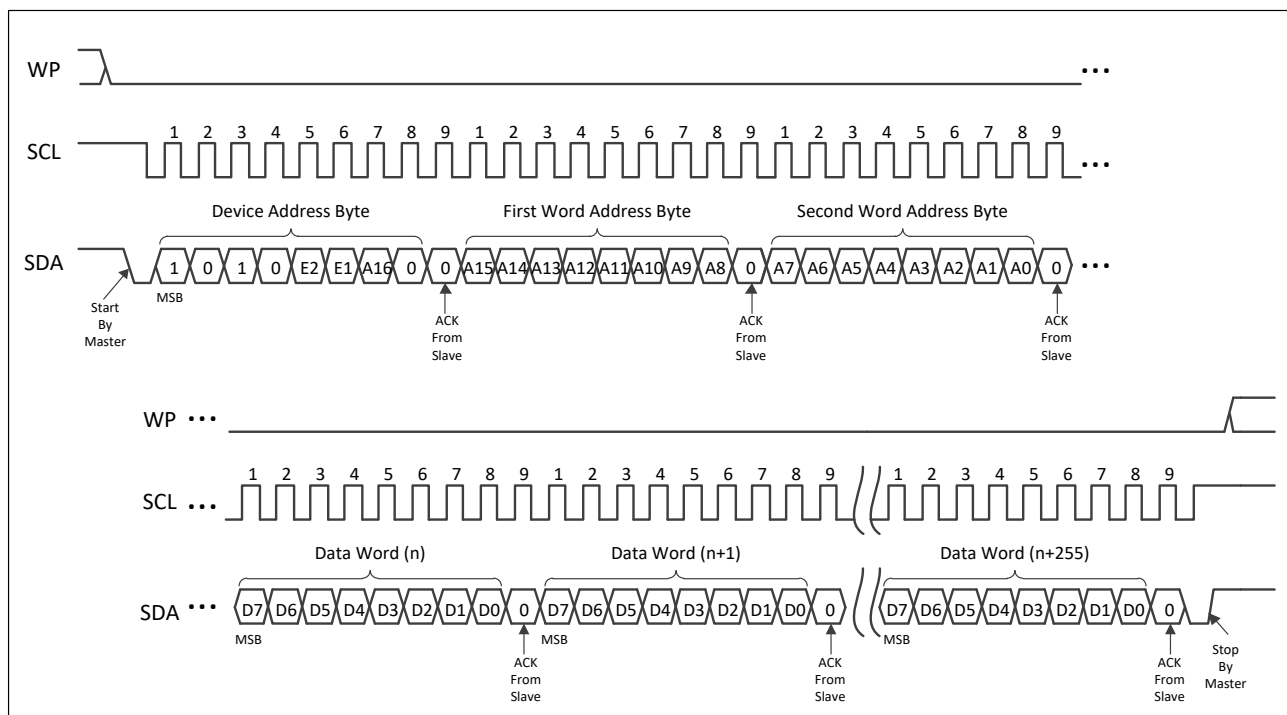 WP ...
1 2 3 4 5 6 7 8 9 1 2 3 4 5 6 7 8 9 1 2 3 4 5 6 7 8 9
SCL ...
Device Address Byte First Word Address Byte Second Word Address Byte
SDA 1 0 1 0 E2 E1 A16 0 0 A15 A14 A13 A12 A11 A10 A9 A8 0 A7 A6 A5 A4 A3 A2 A1 A0 0 ...
MSB
Start By Master
ACK From Slave
ACK From Slave
ACK From Slave
WP ...
1 2 3 4 5 6 7 8 9 1 2 3 4 5 6 7 8 9 1 2 3 4 5 6 7 8 9
SCL ...
Data Word (n) Data Word (n+1) Data Word (n+255)
SDA ... D7 D6 D5 D4 D3 D2 D1 D0 0 D7 D6 D5 D4 D3 D2 D1 D0 0 D7 D6 D5 D4 D3 D2 D1 D0 0
MSB MSB MSB
ACK From Slave
ACK From Slave
ACK From Slave
Stop By Master